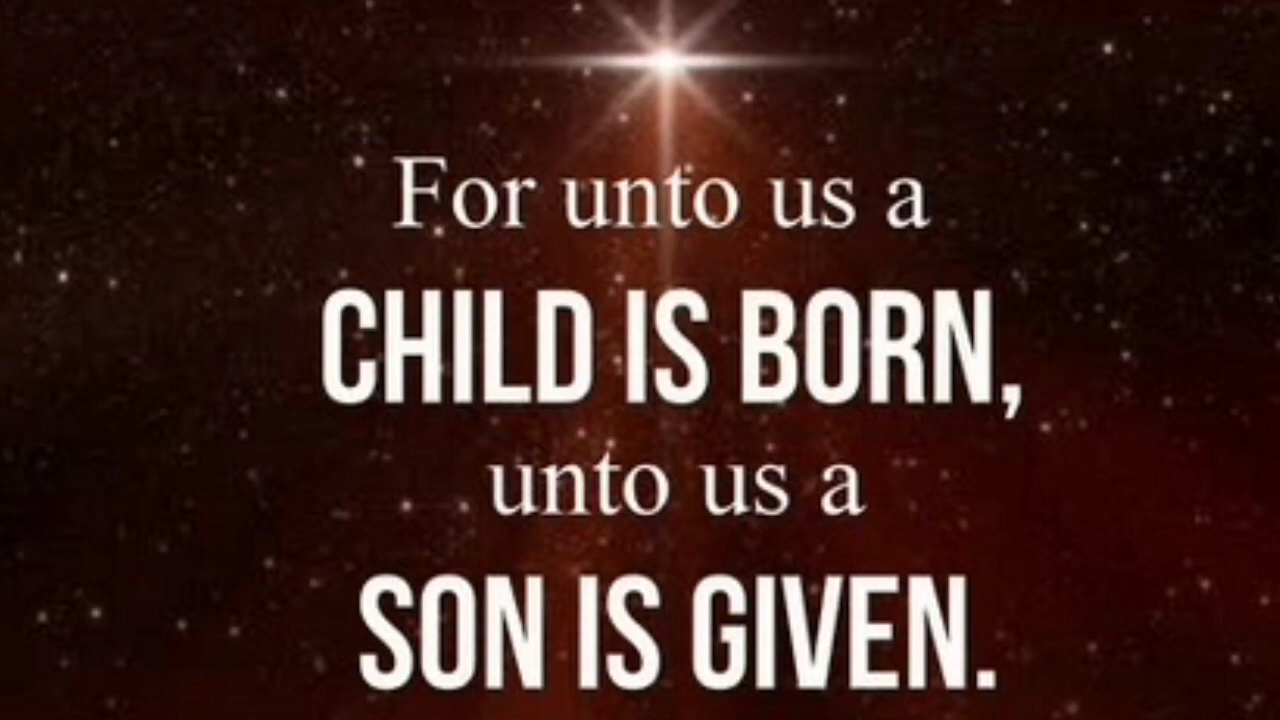 For unto us a
CHILD IS BORN,
unto us a
SON IS GIVEN.